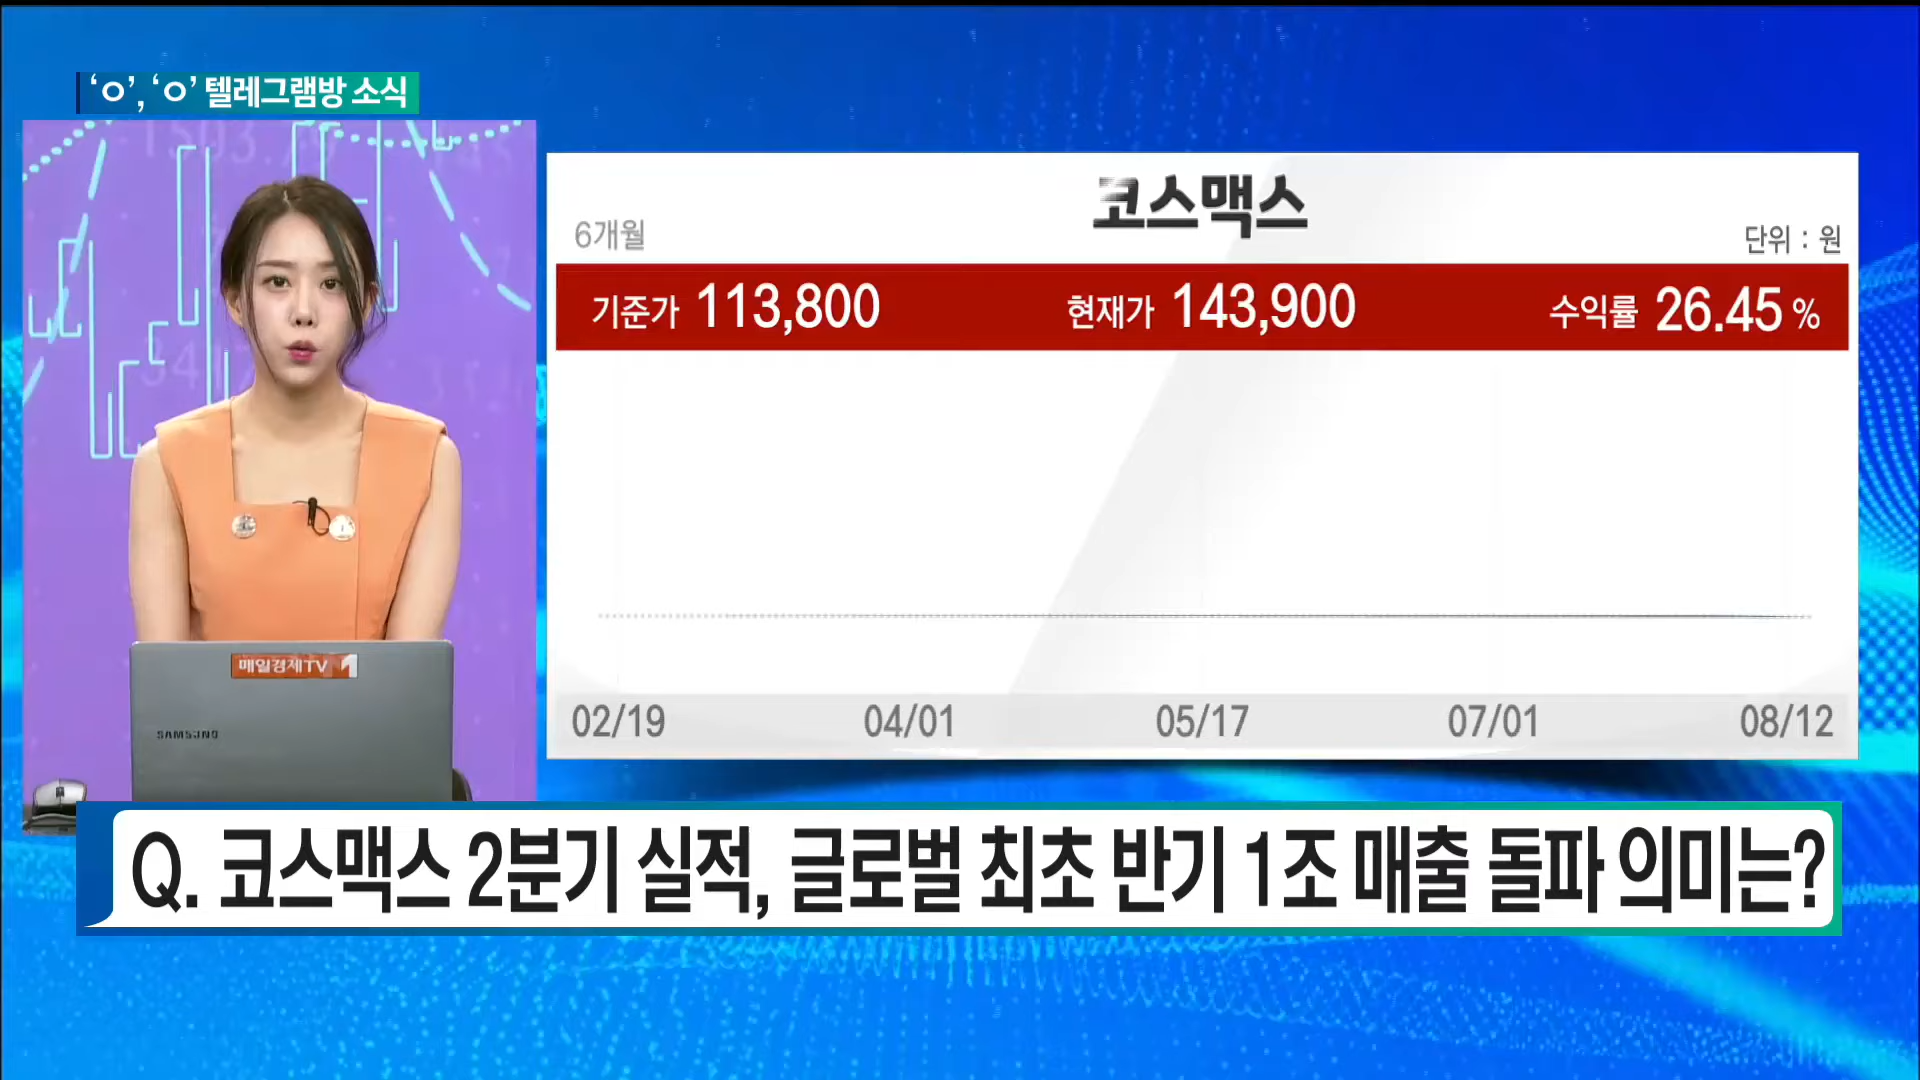 ‘ㅇ’, ‘ㅇ’ 텔레그램방 소식
코스맥스
6개월
단위 : 원
기준가 113,800 현재가 143,900 수익률 26.45 %
02/19 04/01 05/17 07/01 08/12
매일경제TV 1
SAMSUNG
Q. 코스맥스 2분기 실적, 글로벌 최초 반기 1조 매출 돌파 의미는?